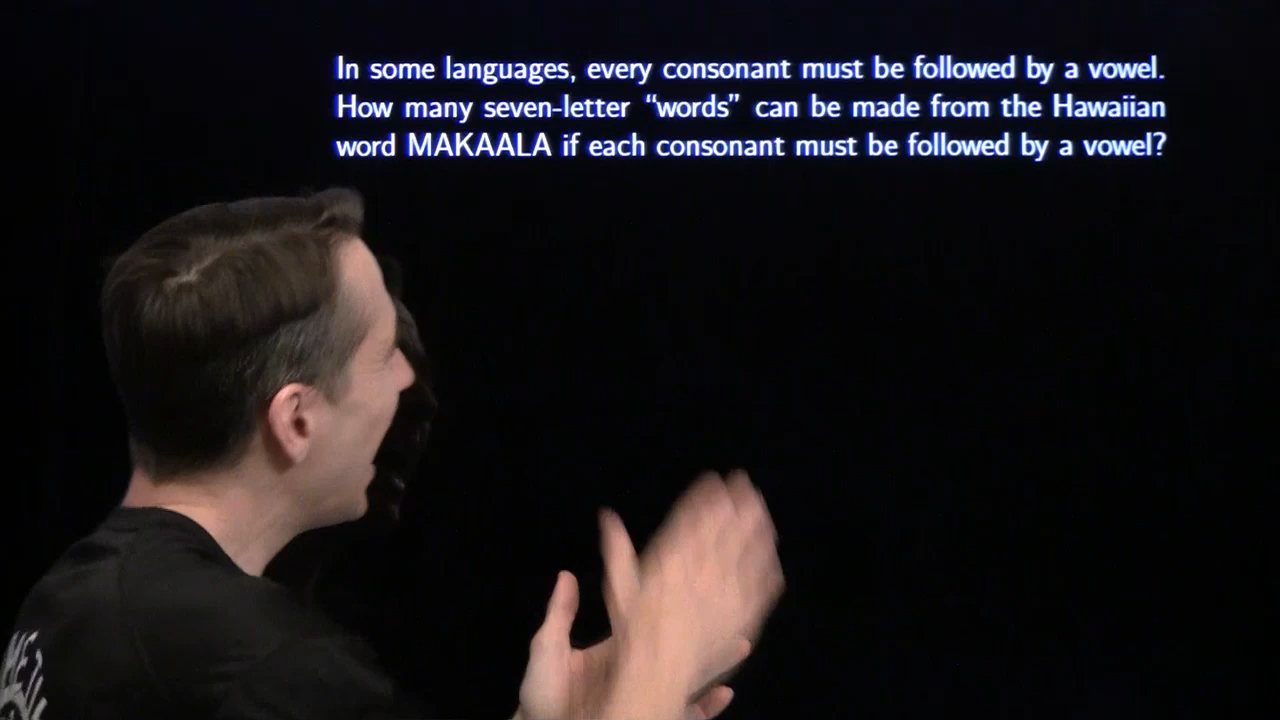 In some languages, every consonant must be followed by a vowel.
How many seven-letter “words” can be made from the Hawaiian
word MAKAALA if each consonant must be followed by a vowel?